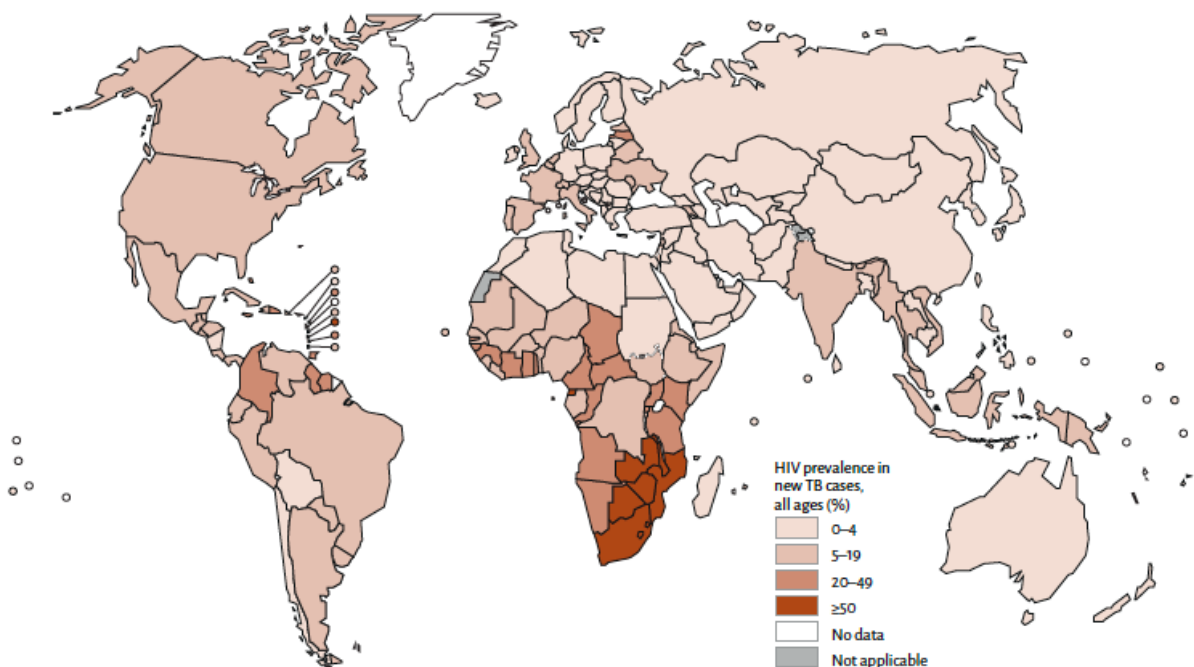 HIV prevalence in
new TB cases,
all ages (%)
0–4
5–19
20–49
≥50
No data
Not applicable